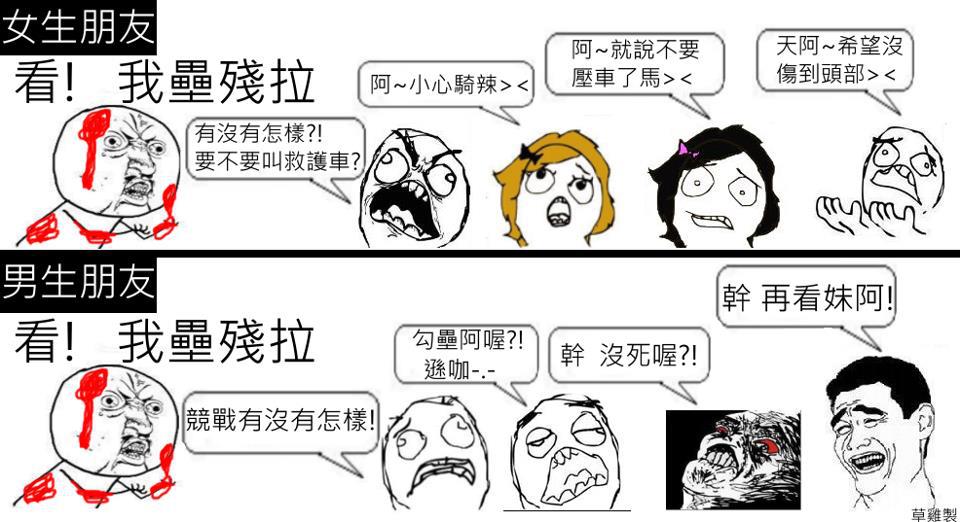 女生朋友
看! 我壘殘拉
有沒有怎樣?!
要不要叫救護車?
阿~小心騎辣><
阿~就說不要
壓車了馬><
天阿~希望沒
傷到頭部><
男生朋友
看! 我壘殘拉
競戰有沒有怎樣!
勾壘阿喔?!
遜咖-.-
幹 沒死喔?!
幹 再看妹阿!
草雞製